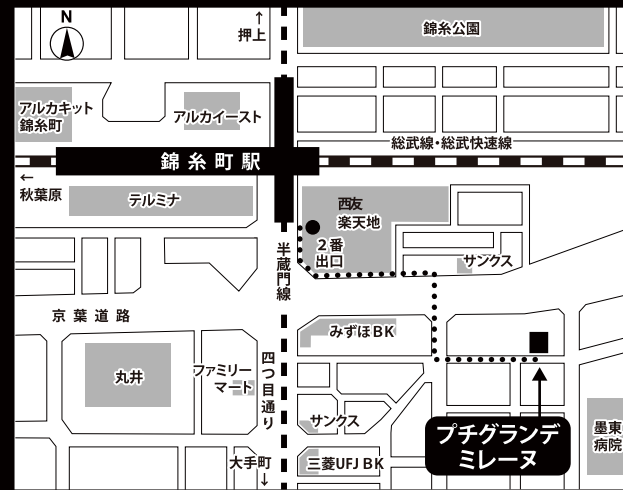 N
↑
押上
錦糸公園
アルカキット
錦糸町
アルカイースト
総武線・総武快速線
錦糸町駅
←
秋葉原
テルミナ
西友
楽天地
2番
出口
半蔵門線
サンクス
京葉道路
みずほBK
丸井
ファミリー
マート
四つ目通り
サンクス
プチグランデ
ミレーヌ
墨東
病院
大手町
↓
三菱UFJ BK